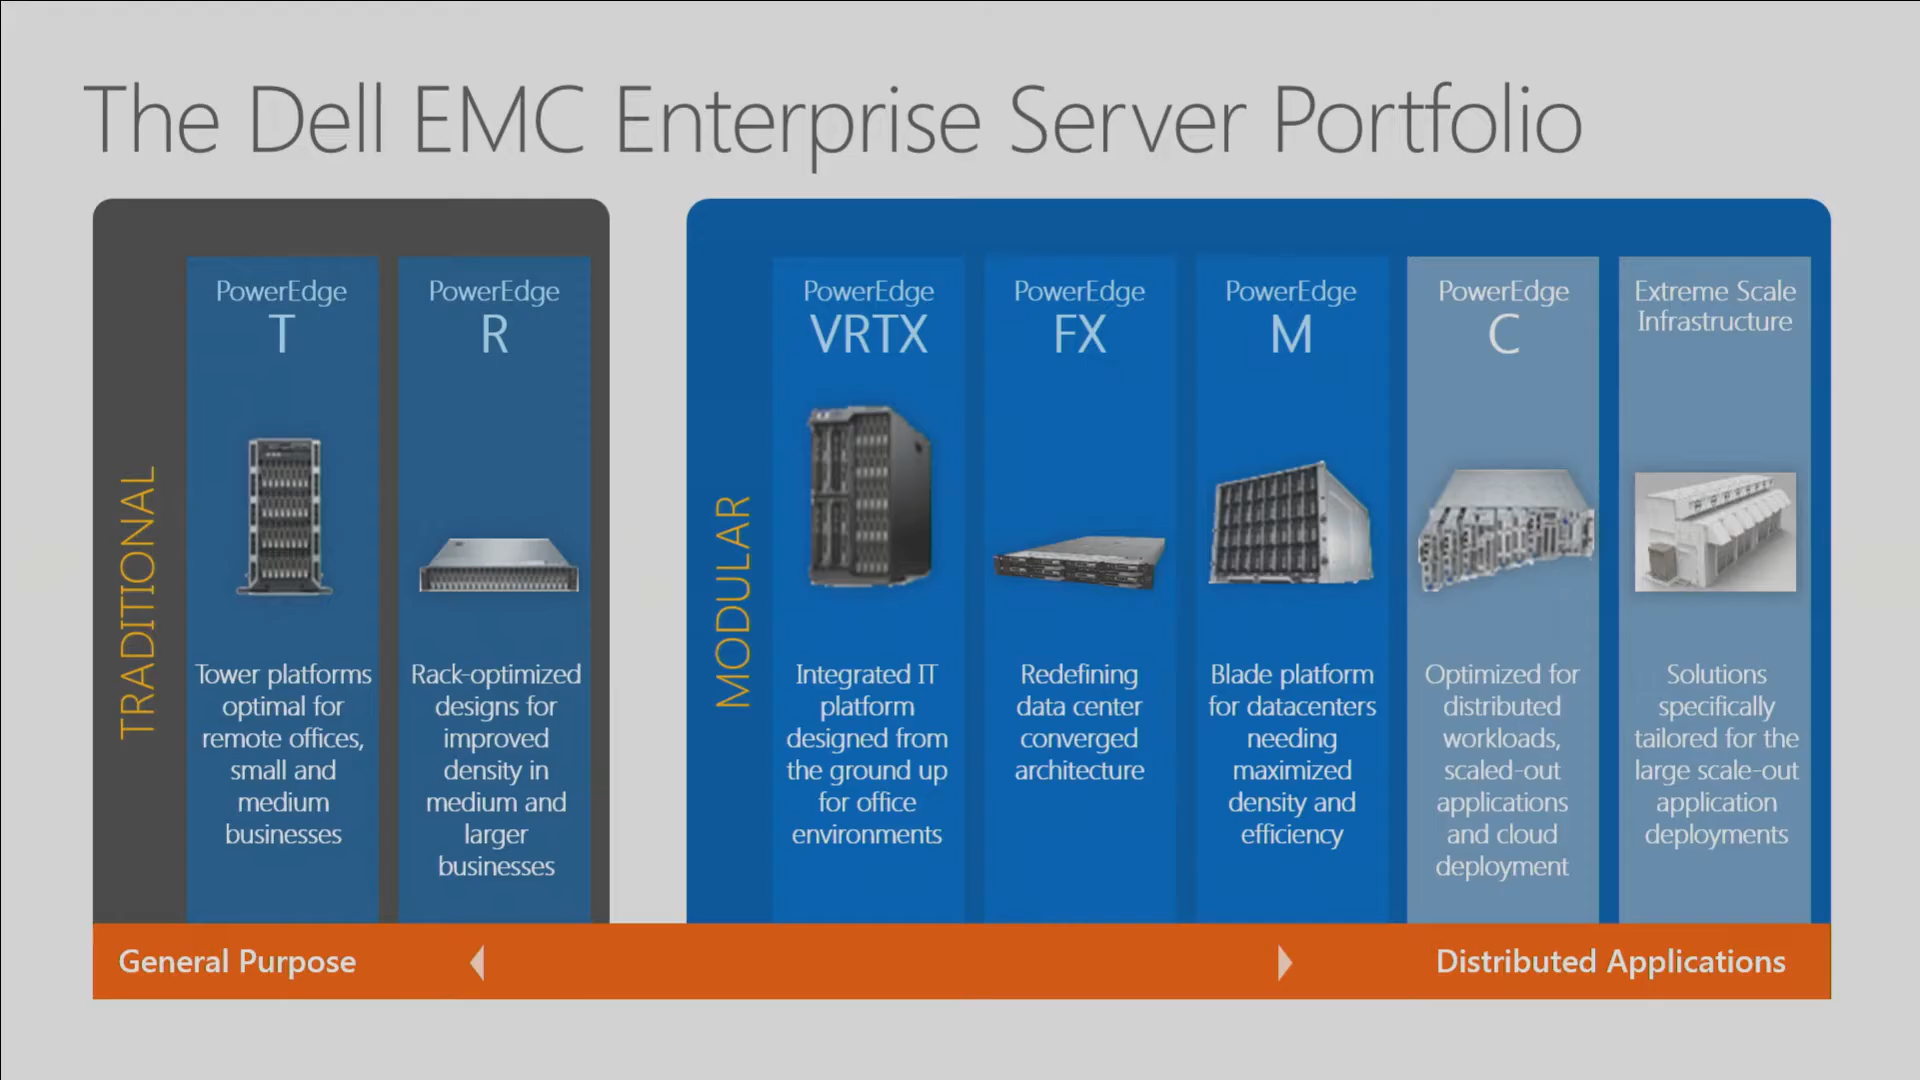 The Dell EMC Enterprise Server Portfolio
TRADITIONAL
PowerEdge
T
Tower platforms
optimal for
remote offices,
small and
medium
businesses
PowerEdge
R
Rack-optimized
designs for
improved
density in
medium and
larger
businesses
MODULAR
PowerEdge
VRTX
Integrated IT
platform
designed from
the ground up
for office
environments
PowerEdge
FX
Redefining
data center
converged
architecture
PowerEdge
M
Blade platform
for datacenters
needing
maximized
density and
efficiency
PowerEdge
C
Optimized for
distributed
workloads,
scaled-out
applications
and cloud
deployment
Extreme Scale
Infrastructure
Solutions
specifically
tailored for the
large scale-out
application
deployments
General Purpose
Distributed Applications